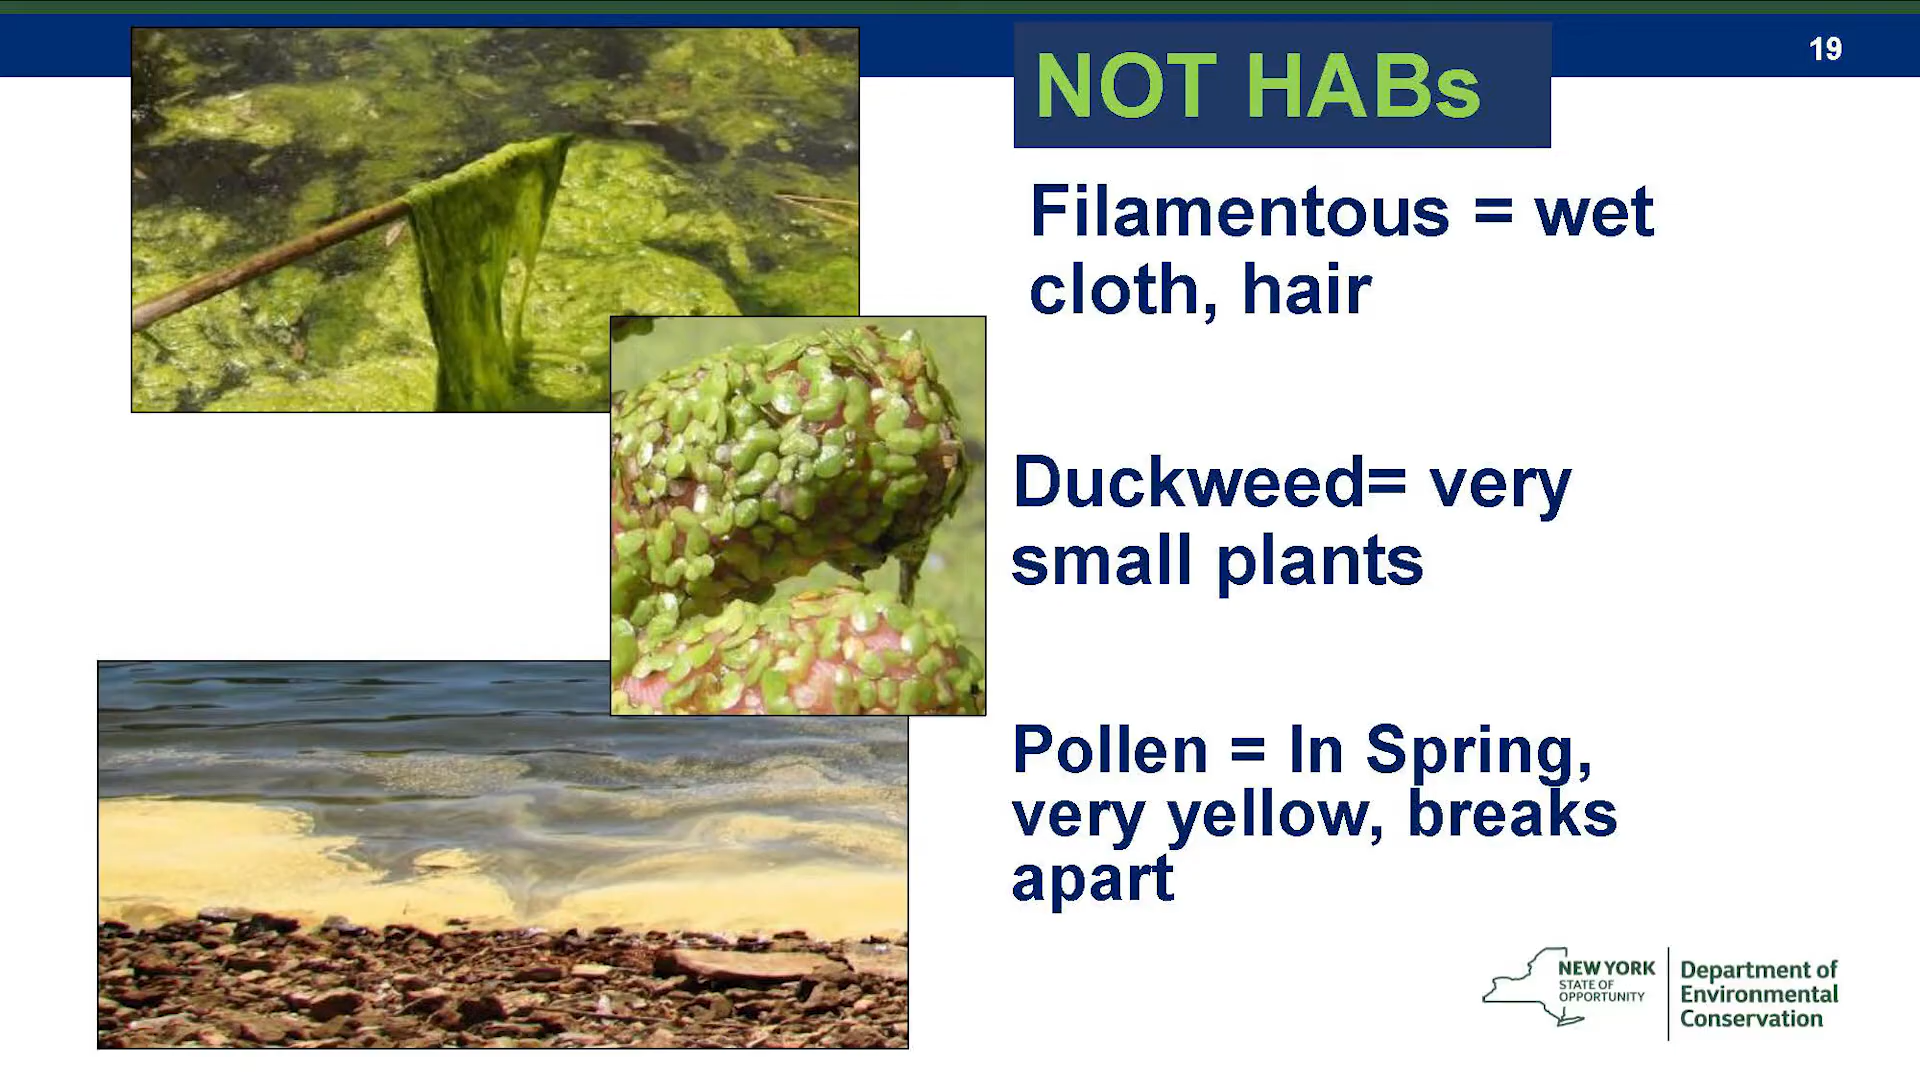 19
NOT HABs
Filamentous = wet
cloth, hair
Duckweed= very
small plants
Pollen = In Spring,
very yellow, breaks
apart
NEW YORK
STATE OF
OPPORTUNITY
Department of
Environmental
Conservation